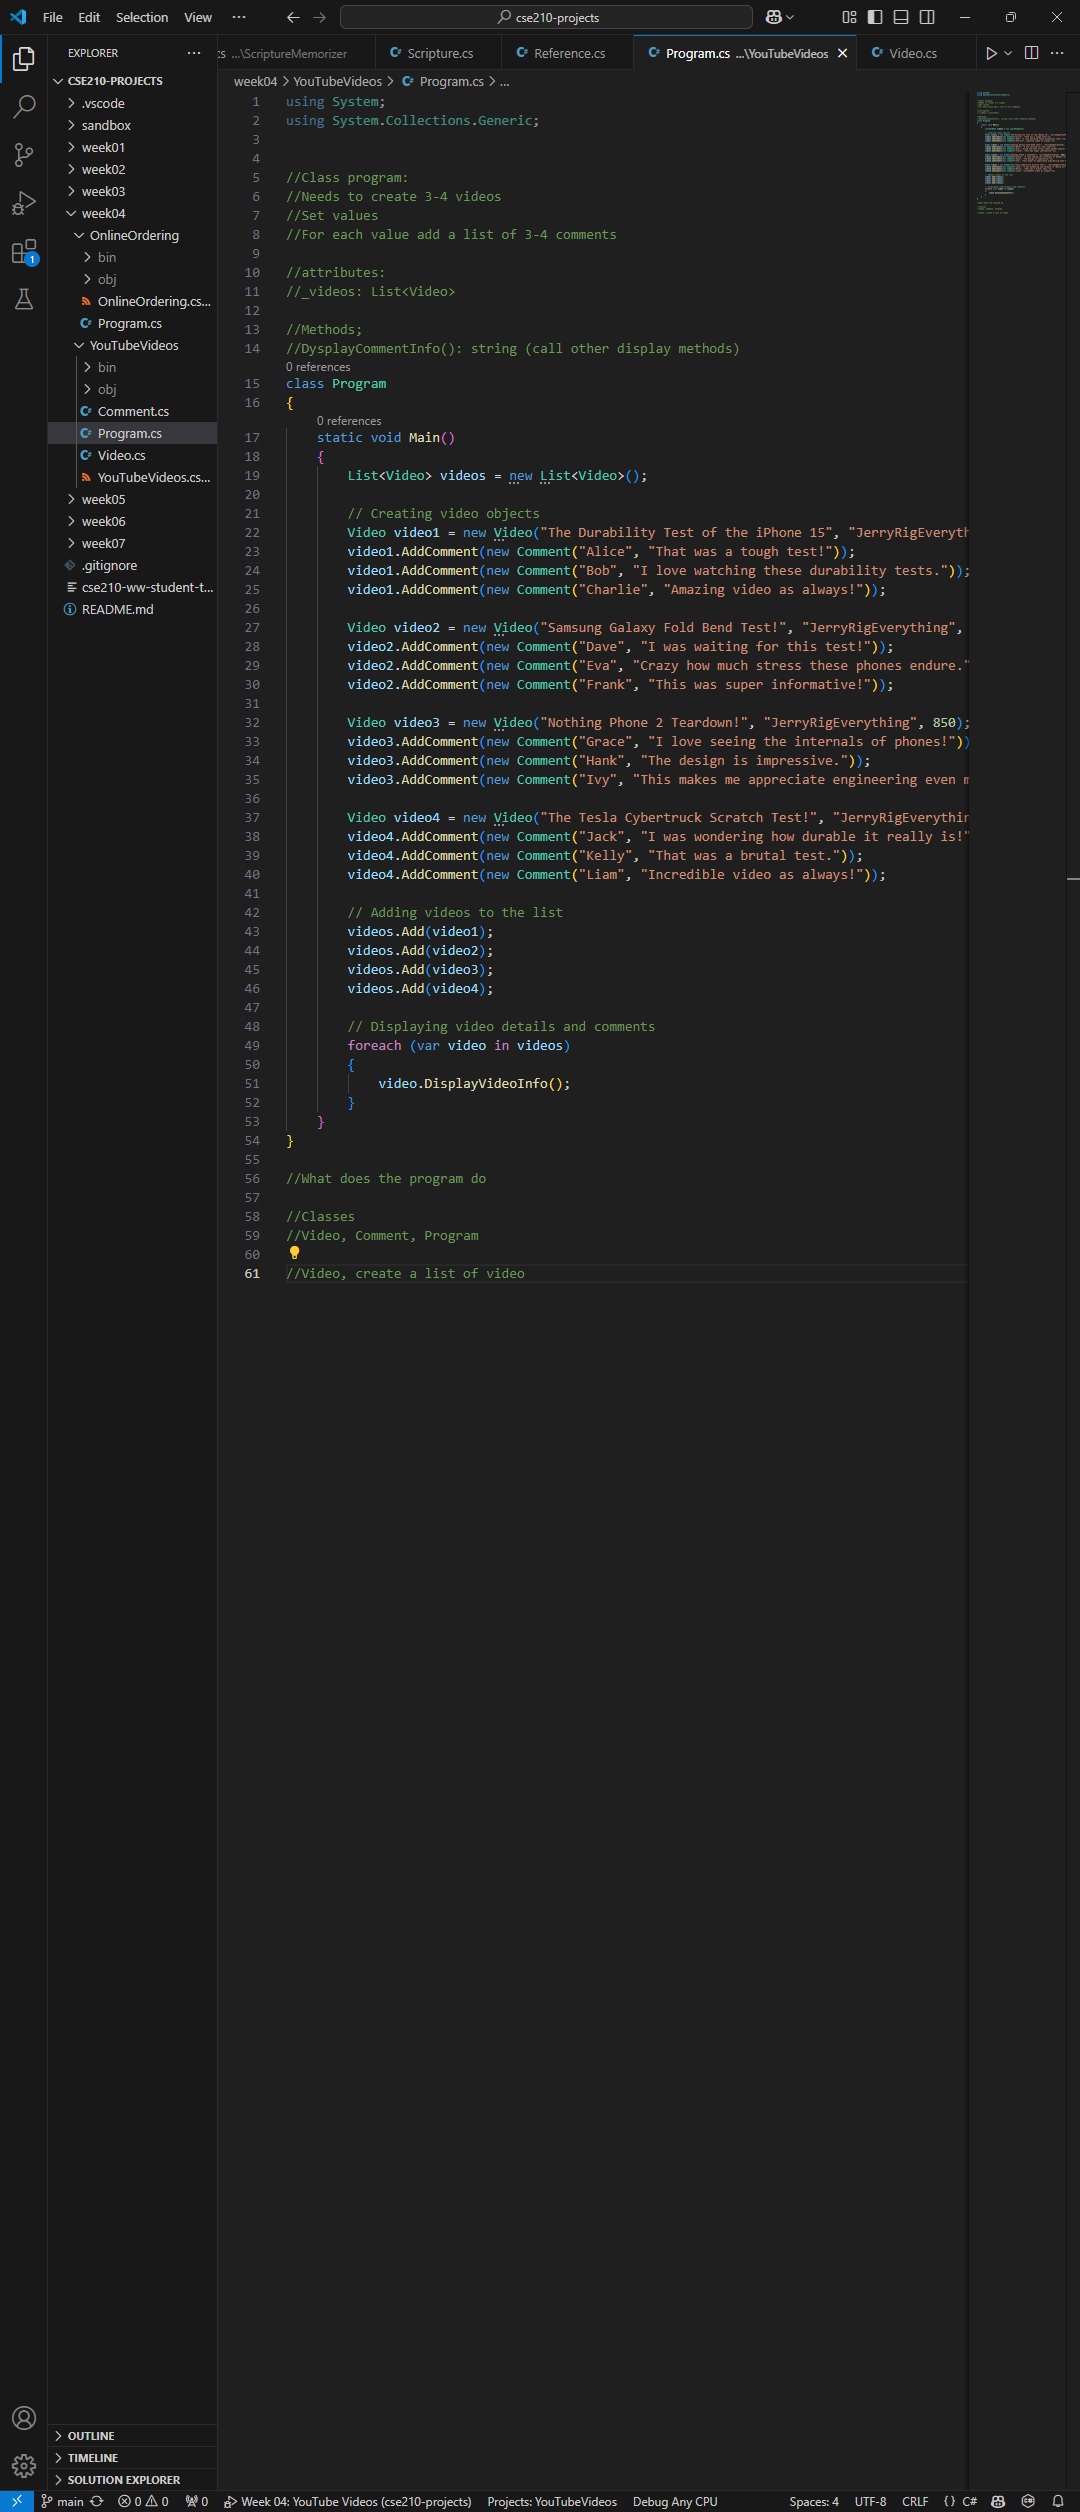 File Edit Selection View ··· cse210-projects
EXPLORER ···
...\ScriptureMemorizer Scripture.cs Reference.cs Program.cs ...\YouTubeVideos Video.cs
week04 > YouTubeVideos > Program.cs > ...
CSE210-PROJECTS
.vscode
sandbox
week01
week02
week03
week04
OnlineOrdering
bin
obj
OnlineOrdering.cs...
Program.cs
YouTubeVideos
bin
obj
Comment.cs
Program.cs
Video.cs
YouTubeVideos.cs...
week05
week06
week07
.gitignore
cse210-ww-student-t...
README.md
1
1 using System;
2 using System.Collections.Generic;
3
4
5 //Class program:
6 //Needs to create 3-4 videos
7 //Set values
8 //For each value add a list of 3-4 comments
9
10 //attributes:
11 //_videos: List<Video>
12
13 //Methods;
14 //DysplayCommentInfo(): string (call other display methods)
0 references
15 class Program
16 {
0 references
17 static void Main()
18 {
19 List<Video> videos = new List<Video>();
20
21 // Creating video objects
22 Video video1 = new Video("The Durability Test of the iPhone 15", "JerryRigEveryth
23 video1.AddComment(new Comment("Alice", "That was a tough test!"));
24 video1.AddComment(new Comment("Bob", "I love watching these durability tests."));
25 video1.AddComment(new Comment("Charlie", "Amazing video as always!"));
26
27 Video video2 = new Video("Samsung Galaxy Fold Bend Test!", "JerryRigEverything",
28 video2.AddComment(new Comment("Dave", "I was waiting for this test!"));
29 video2.AddComment(new Comment("Eva", "Crazy how much stress these phones endure."
30 video2.AddComment(new Comment("Frank", "This was super informative!"));
31
32 Video video3 = new Video("Nothing Phone 2 Teardown!", "JerryRigEverything", 850);
33 video3.AddComment(new Comment("Grace", "I love seeing the internals of phones!"))
34 video3.AddComment(new Comment("Hank", "The design is impressive."));
35 video3.AddComment(new Comment("Ivy", "This makes me appreciate engineering even m
36
37 Video video4 = new Video("The Tesla Cybertruck Scratch Test!", "JerryRigEverythin
38 video4.AddComment(new Comment("Jack", "I was wondering how durable it really is!"
39 video4.AddComment(new Comment("Kelly", "That was a brutal test."));
40 video4.AddComment(new Comment("Liam", "Incredible video as always!"));
41
42 // Adding videos to the list
43 videos.Add(video1);
44 videos.Add(video2);
45 videos.Add(video3);
46 videos.Add(video4);
47
48 // Displaying video details and comments
49 foreach (var video in videos)
50 {
51 video.DisplayVideoInfo();
52 }
53 }
54 }
55
56 //What does the program do
57
58 //Classes
59 //Video, Comment, Program
60
61 //Video, create a list of video
OUTLINE
TIMELINE
SOLUTION EXPLORER
main 0 0 0 Week 04: YouTube Videos (cse210-projects) Projects: YouTubeVideos Debug Any CPU Spaces: 4 UTF-8 CRLF {} C#